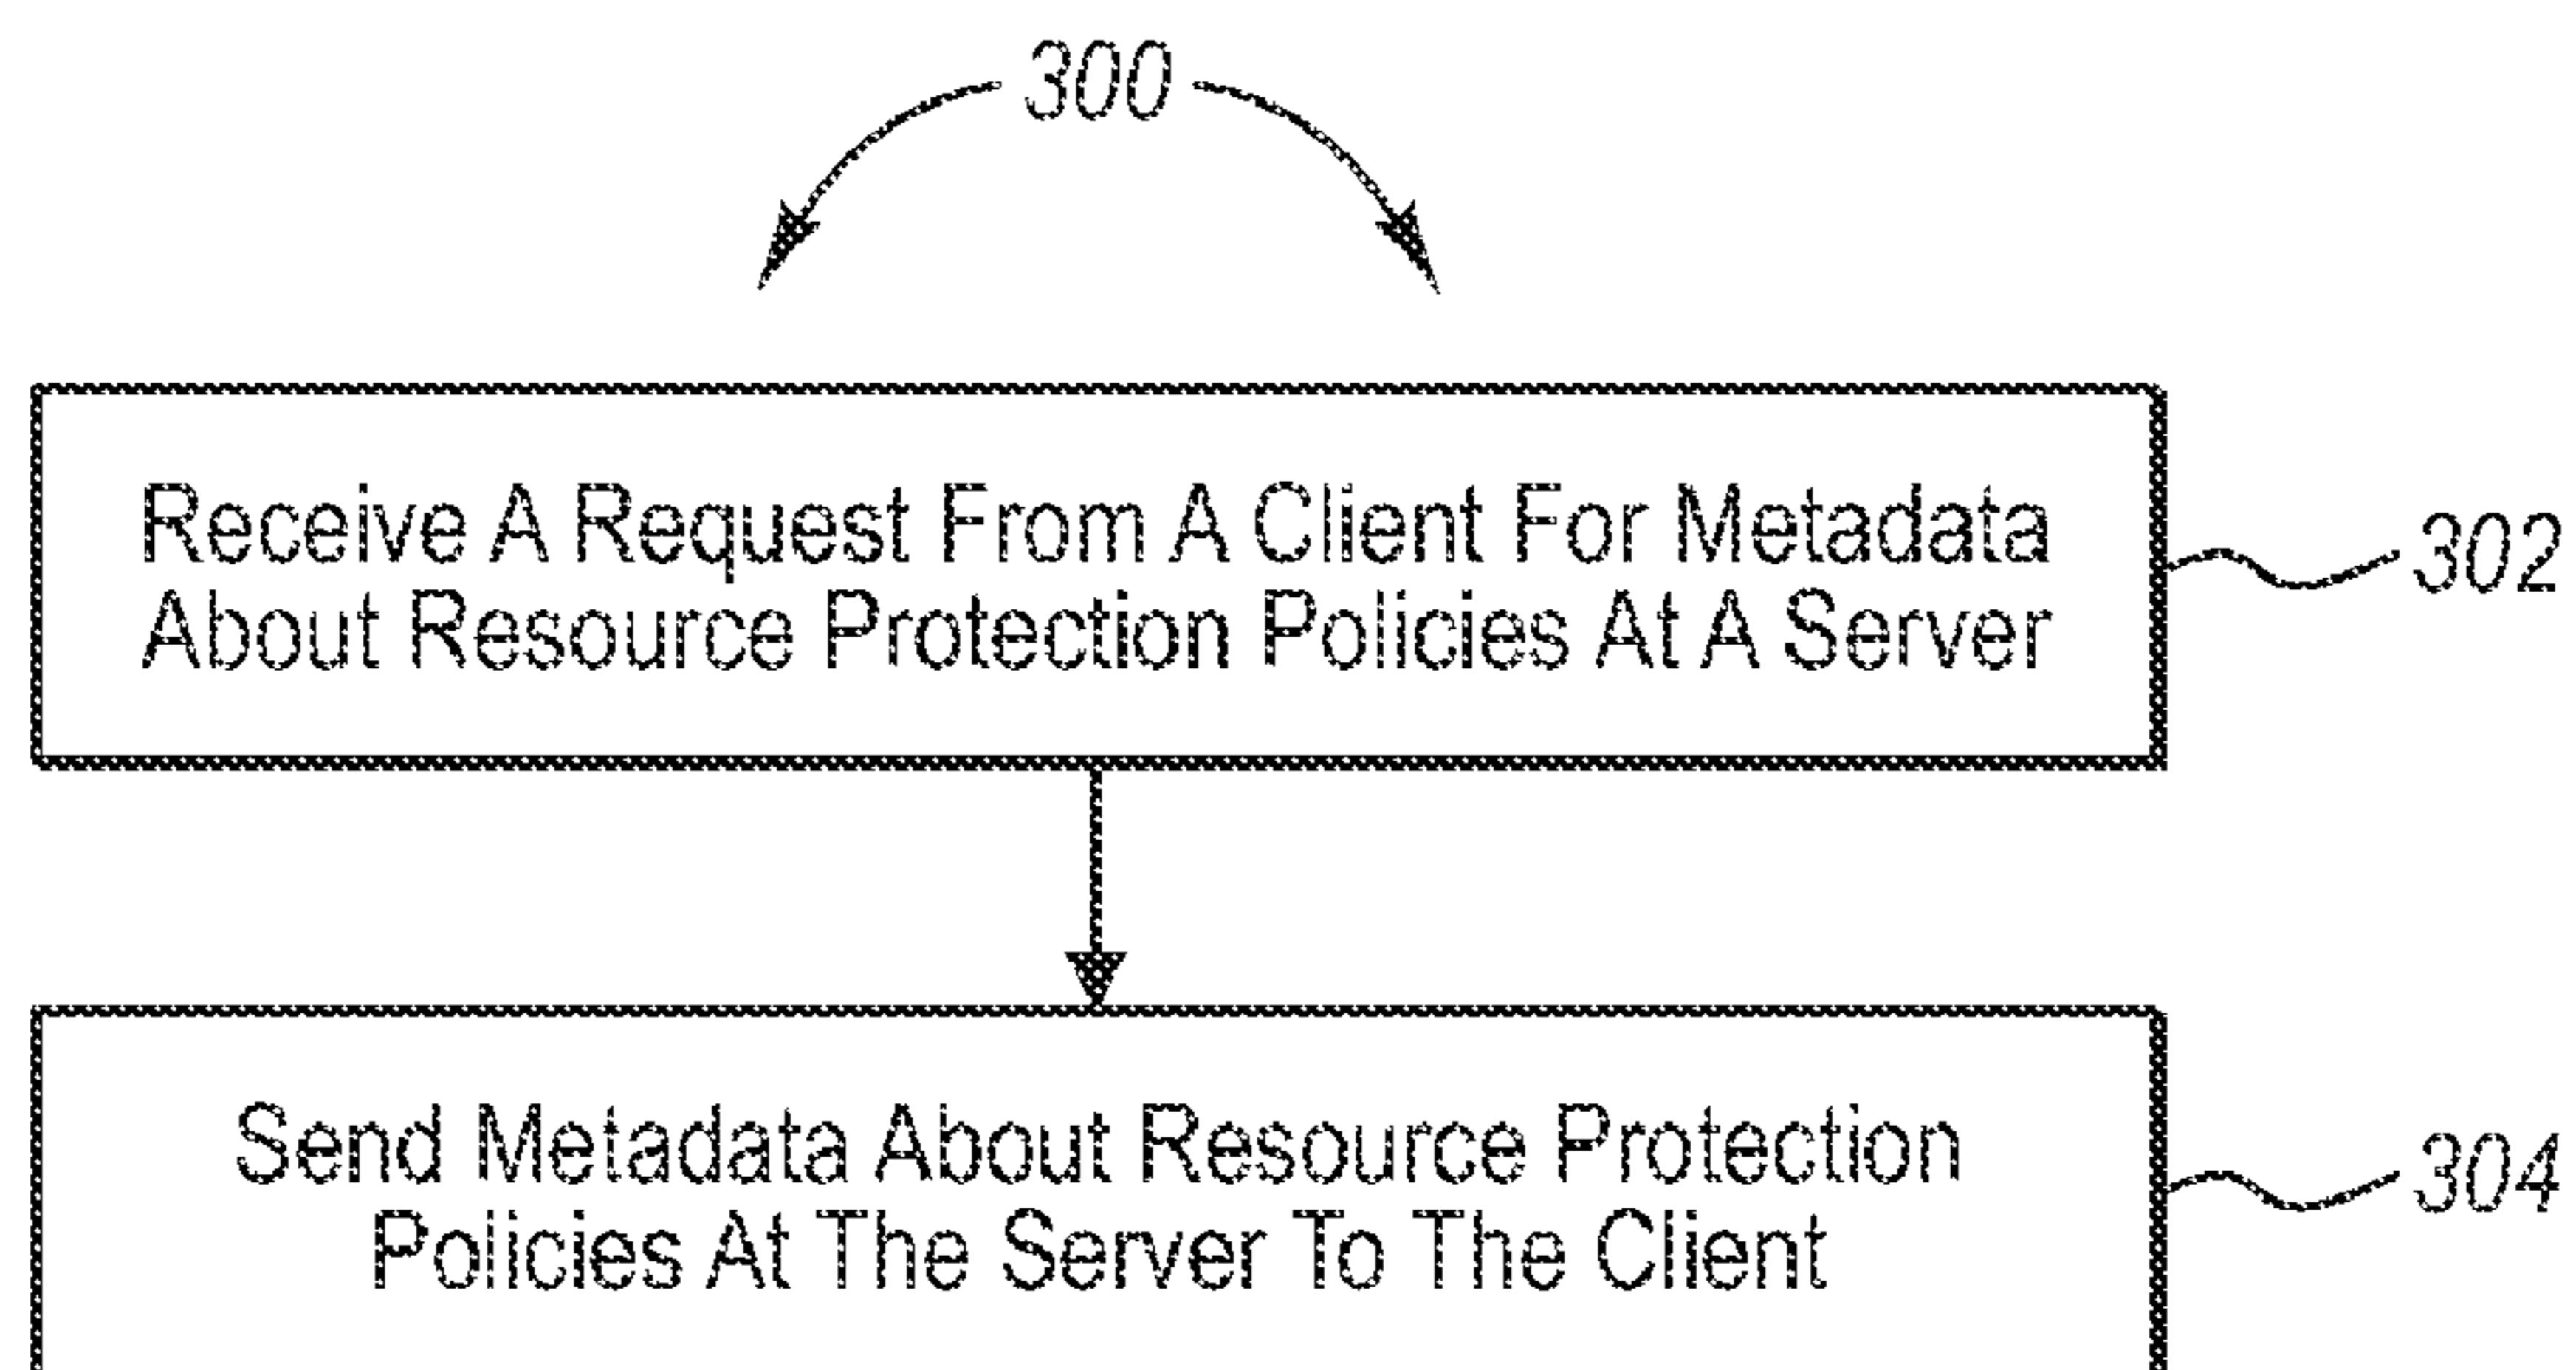 300
Receive A Request From A Client For Metadata
About Resource Protection Policies At A Server
302
Send Metadata About Resource Protection
Policies At The Server To The Client
304